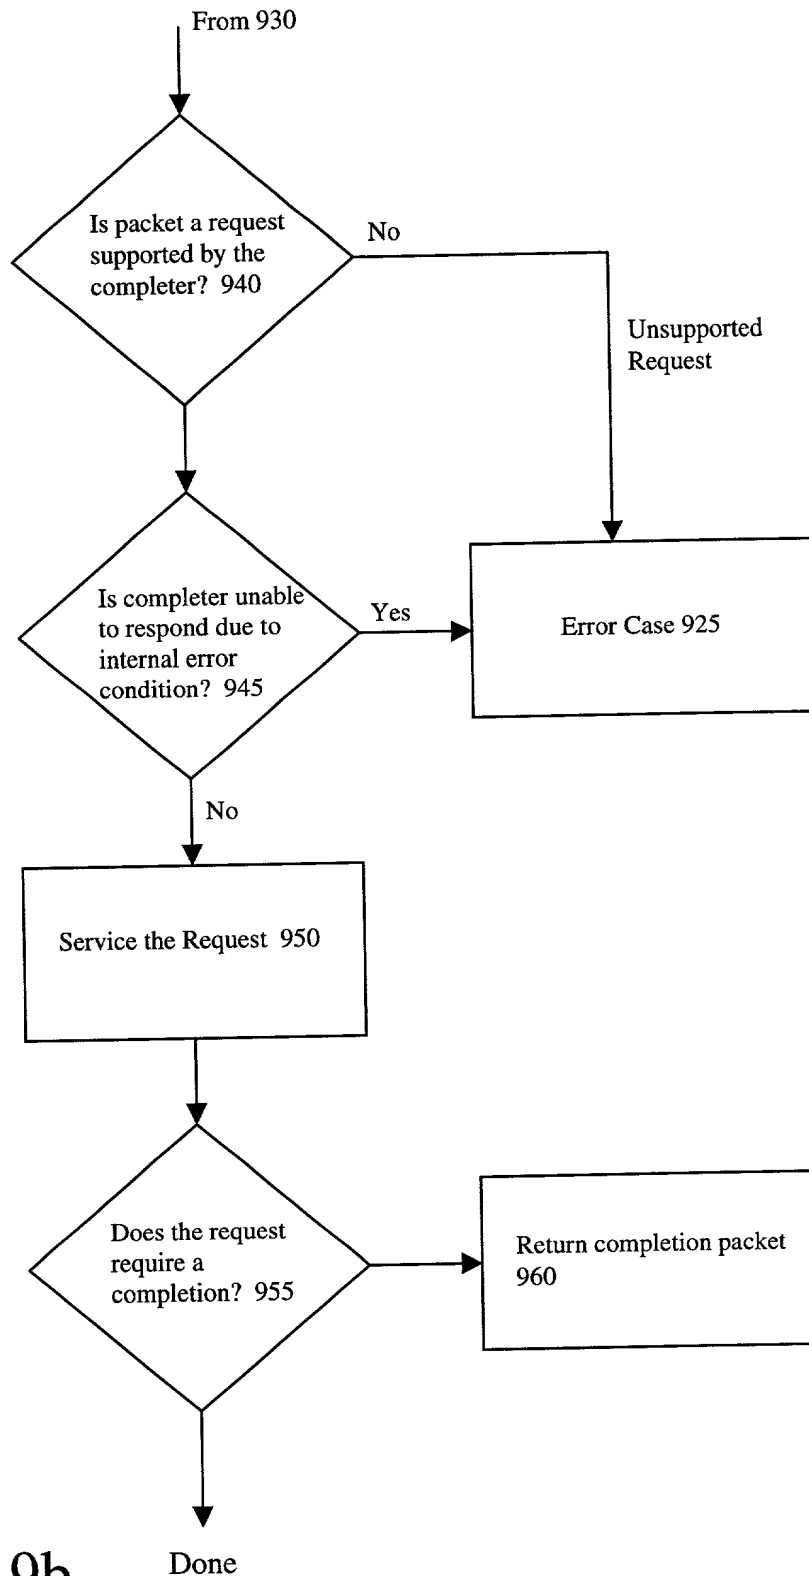 From 930
Is packet a request
supported by the
completer? 940
No
Unsupported
Request
Is completer unable
to respond due to
internal error
condition? 945
Yes
Error Case 925
No
Service the Request 950
Does the request
require a
completion? 955
Return completion packet
960
9b
Done